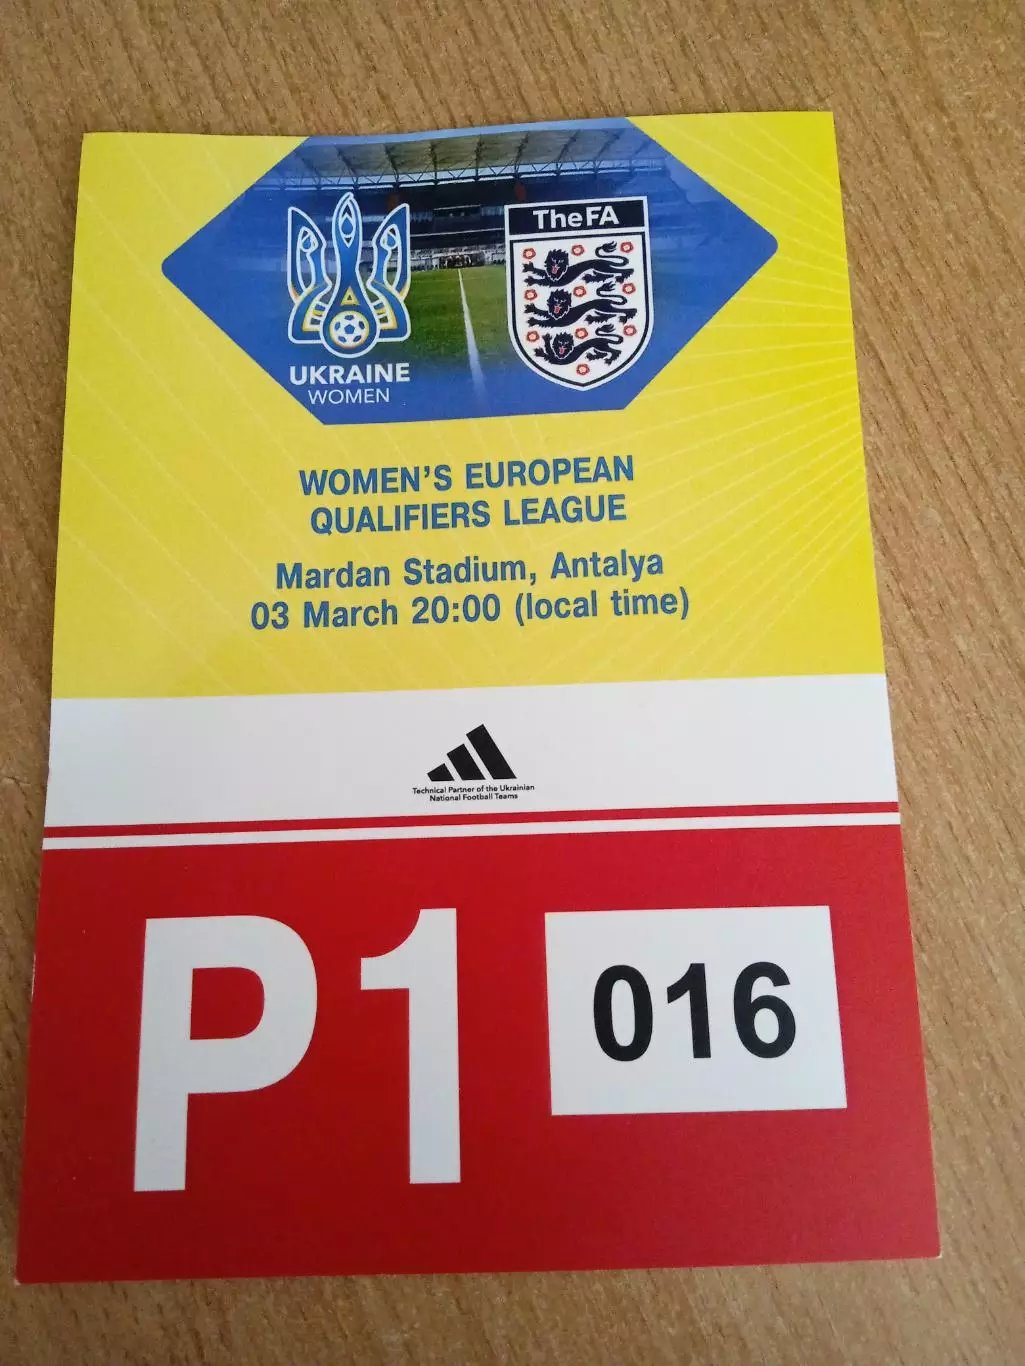 TheFA
UKRAINE
WOMEN
WOMEN'S EUROPEAN
QUALIFIERS LEAGUE
Mardan Stadium, Antalya
03 March 20:00 (local time)
Technical Partner of the Ukrainian
National Football Teams
P1
016